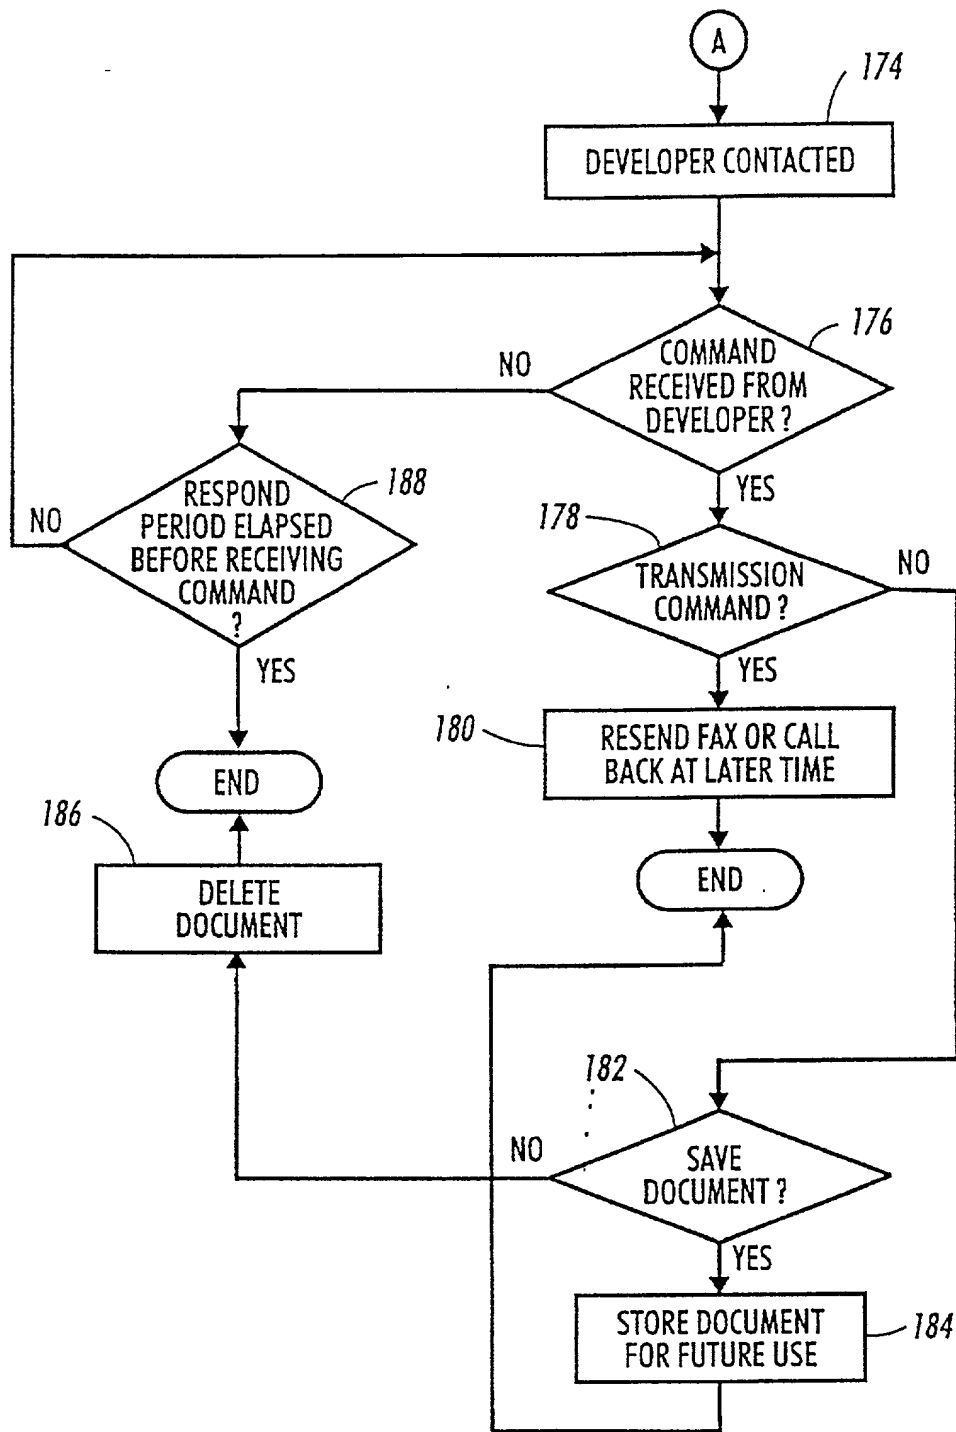 A
174
DEVELOPER CONTACTED
176
COMMAND
RECEIVED FROM
DEVELOPER ?
NO
YES
188
RESPOND
PERIOD ELAPSED
BEFORE RECEIVING
COMMAND
?
NO
YES
END
178
TRANSMISSION
COMMAND ?
NO
YES
180
RESEND FAX OR CALL
BACK AT LATER TIME
END
186
DELETE
DOCUMENT
182
SAVE
DOCUMENT ?
NO
YES
STORE DOCUMENT
FOR FUTURE USE
184